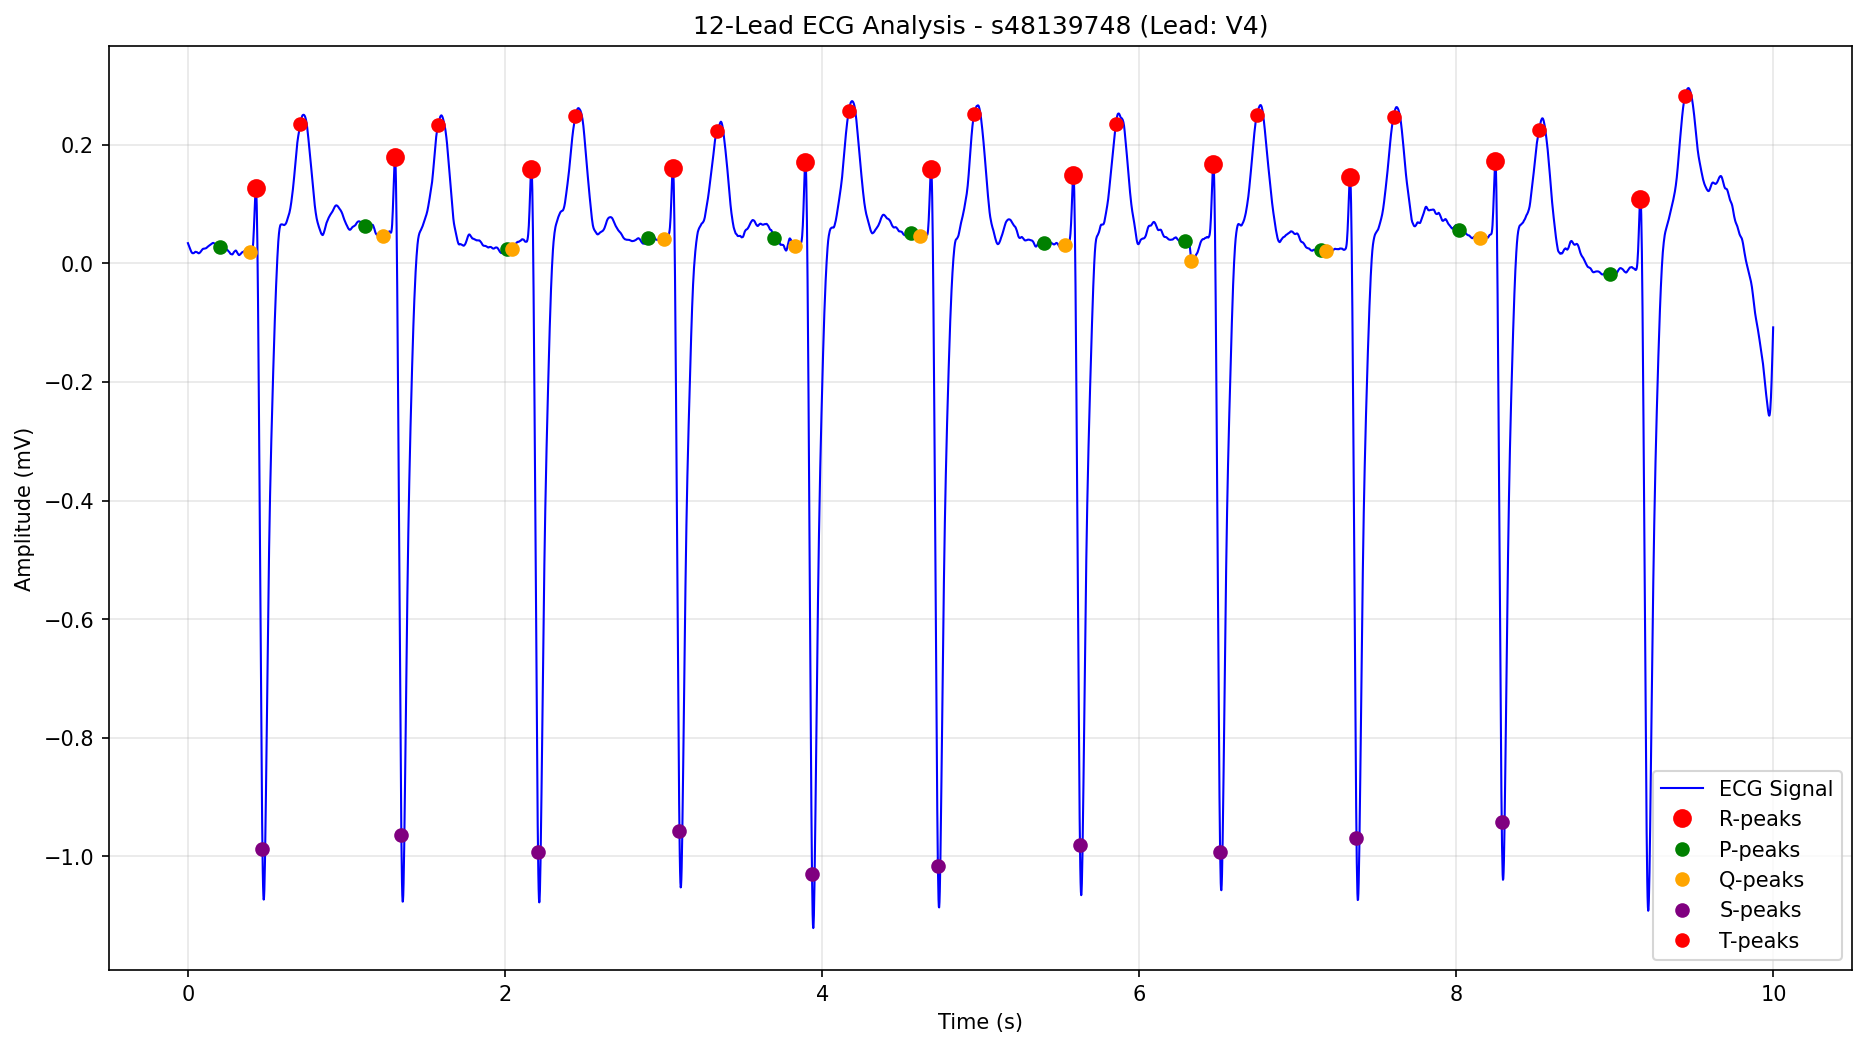 12-Lead ECG Analysis - s48139748 (Lead: V4)
Amplitude (mV)
0.2
0.0
−0.2
−0.4
−0.6
−0.8
−1.0
0 2 4 6 8 10
Time (s)
ECG Signal
R-peaks
P-peaks
Q-peaks
S-peaks
T-peaks